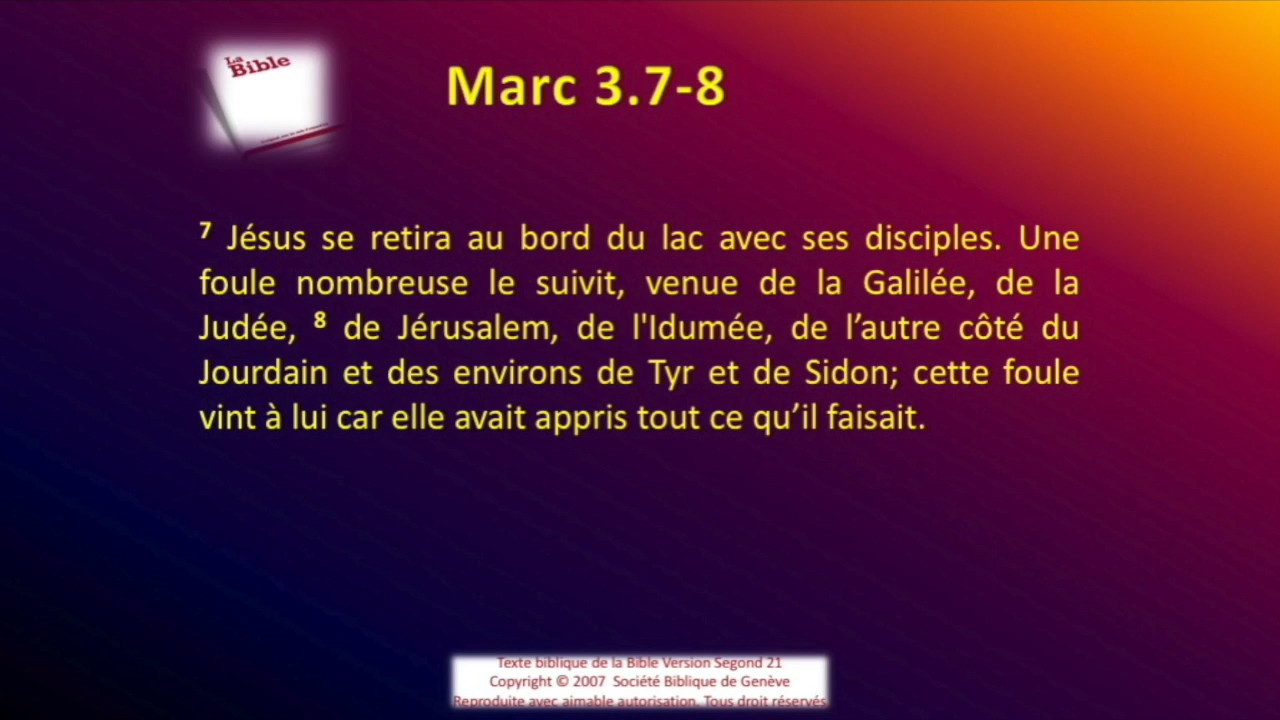 La
Bible
Marc 3.7-8
7 Jésus se retira au bord du lac avec ses disciples. Une
foule nombreuse le suivit, venue de la Galilée, de la
Judée, 8 de Jérusalem, de l'Idumée, de l’autre côté du
Jourdain et des environs de Tyr et de Sidon; cette foule
vint à lui car elle avait appris tout ce qu’il faisait.
Texte biblique de la Bible Version Segond 21
Copyright © 2007 Société Biblique de Genève
Reproduite avec aimable autorisation. Tous droit réservés